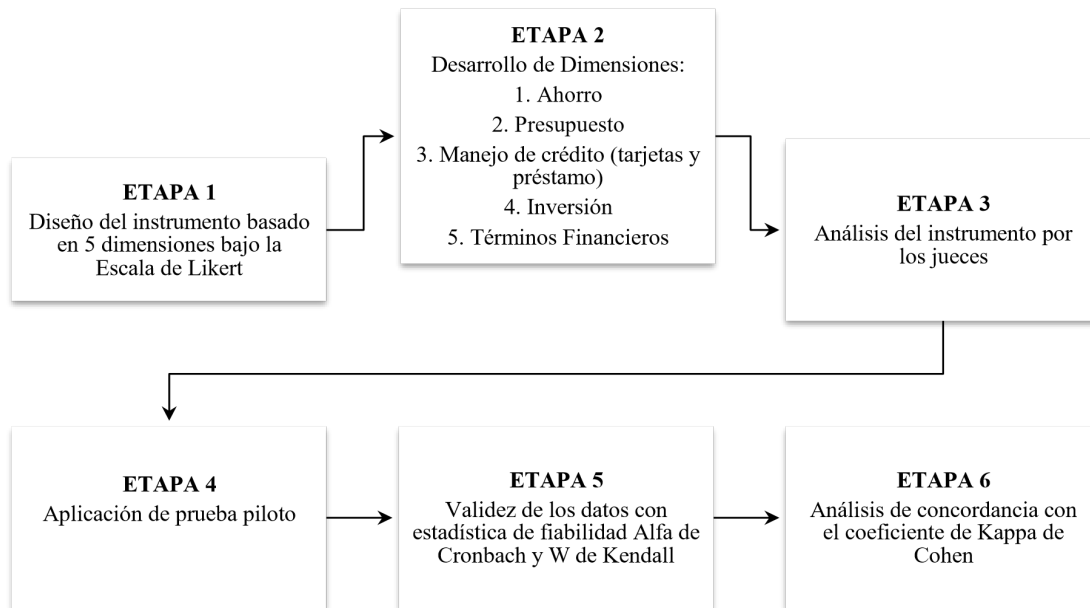 ETAPA 1
Diseño del instrumento basado
en 5 dimensiones bajo la
Escala de Likert
ETAPA 2
Desarrollo de Dimensiones:
1. Ahorro
2. Presupuesto
3. Manejo de crédito (tarjetas y
préstamo)
4. Inversión
5. Términos Financieros
ETAPA 3
Análisis del instrumento por
los jueces
ETAPA 4
Aplicación de prueba piloto
ETAPA 5
Validez de los datos con
estadística de fiabilidad Alfa de
Cronbach y W de Kendall
ETAPA 6
Análisis de concordancia con
el coeficiente de Kappa de
Cohen